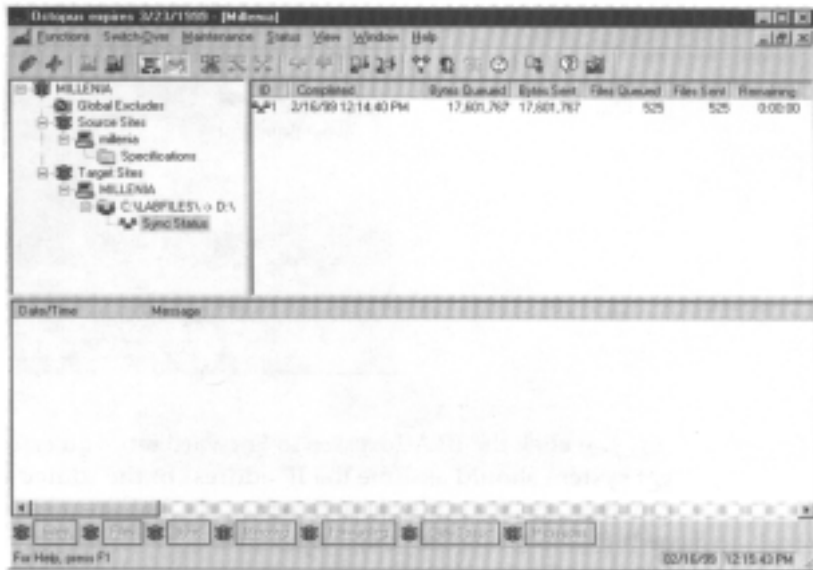 Octopus expires 3/23/1999 - [Millenia]
Functions Switch-Over Maintenance Status View Window Help
MILLENIA
Global Excludes
Source Sites
millenia
Specifications
Target Sites
MILLENIA
C:\LABFILES\ -> D:\
Sync Status
ID Completed Bytes Queued Bytes Sent Files Queued Files Sent Remaining
1 2/16/99 12:14:40 PM 17,601,767 17,601,767 525 525 0:00:00
Date/Time Message
For Help, press F1
02/16/99 12:15:43 PM